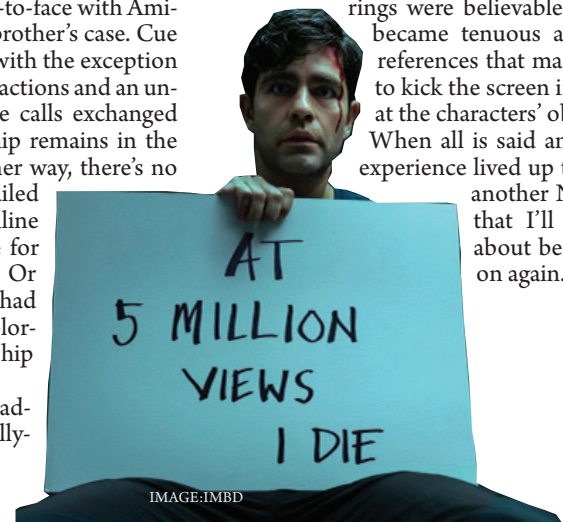 -to-face with Ami-
rother's case. Cue
with the exception
actions and an un-
e calls exchanged
ip remains in the
er way, there's no
iled
line
for
Or
had
lor-
hip
ad-
lly-
AT
5 MILLION
VIEWS
I DIE
IMAGE:IMBD
rings were believable
became tenuous a
references that ma
to kick the screen i
at the characters' ob
When all is said an
experience lived up t
another N
that I'll
about be
on again.